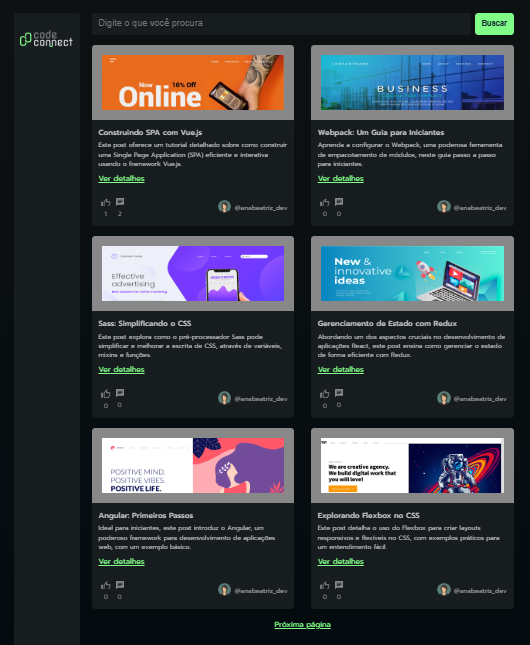 code
connect
Digite o que você procura
Buscar
Now
10% Off
Online
BUSINESS
Construindo SPA com Vue.js
Este post oferece um tutorial detalhado sobre como construir
uma Single Page Application (SPA) eficiente e interativa
usando o framework Vue.js.
Ver detalhes
1
2
@anabeatriz_dev
Webpack: Um Guia para Iniciantes
Aprenda a configurar o Webpack, uma poderosa ferramenta
de empacotamento de módulos, neste guia passo a passo
para iniciantes.
Ver detalhes
0
0
@anabeatriz_dev
Effective
advertising
New &
innovative
ideas
Sass: Simplificando o CSS
Este post explora como o pré-processador Sass pode
simplificar e melhorar a escrita de CSS, através de variáveis,
mixins e funções.
Ver detalhes
0
0
@anabeatriz_dev
Gerenciamento de Estado com Redux
Abordando um dos aspectos cruciais no desenvolvimento de
aplicações React, este post ensina como gerenciar o estado
de forma eficiente com Redux.
Ver detalhes
0
0
@anabeatriz_dev
POSITIVE MIND.
POSITIVE VIBES.
POSITIVE LIFE.
We are creative agency.
We build digital work that
you will love!
Angular: Primeiros Passos
Ideal para iniciantes, este post introduz o Angular, um
poderoso framework para desenvolvimento de aplicações
web, com um exemplo básico.
Ver detalhes
0
0
@anabeatriz_dev
Explorando Flexbox no CSS
Este post detalha o uso do Flexbox para criar layouts
responsivos e flexíveis no CSS, com exemplos práticos para
um entendimento fácil.
Ver detalhes
0
0
@anabeatriz_dev
Próxima página